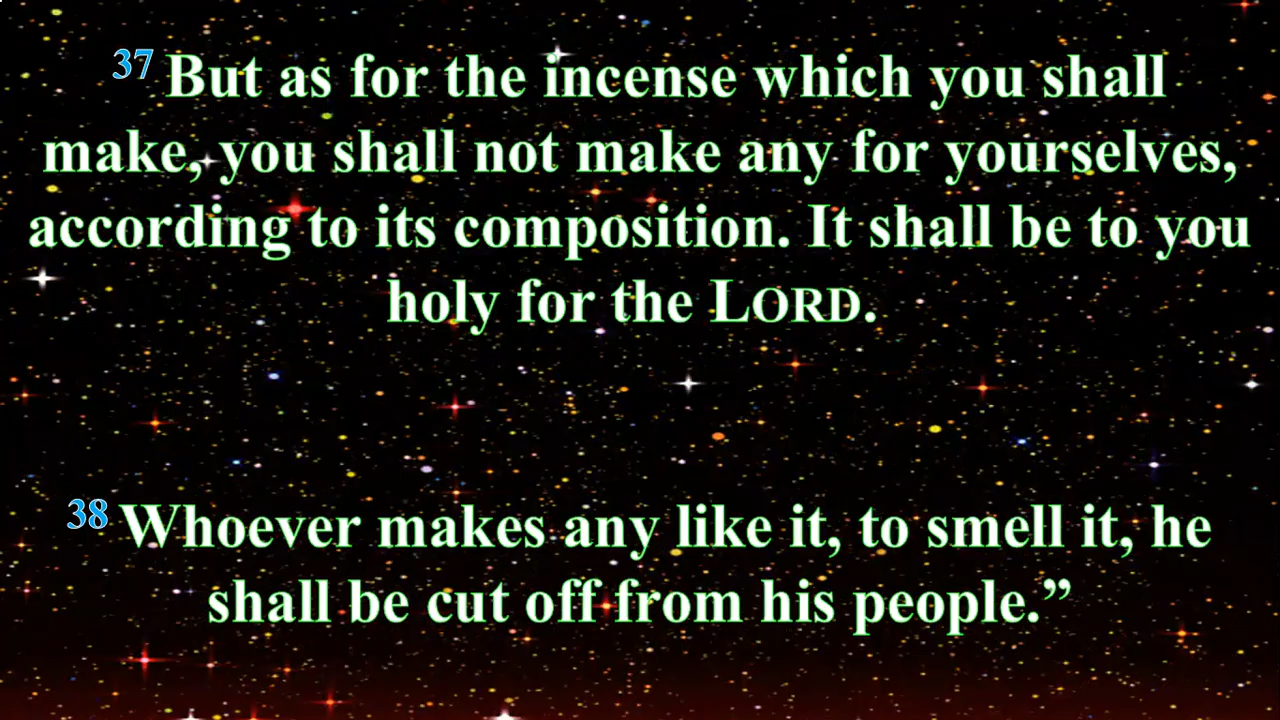 37 But as for the incense which you shall
make, you shall not make any for yourselves,
according to its composition. It shall be to you
holy for the LORD.
38 Whoever makes any like it, to smell it, he
shall be cut off from his people.”